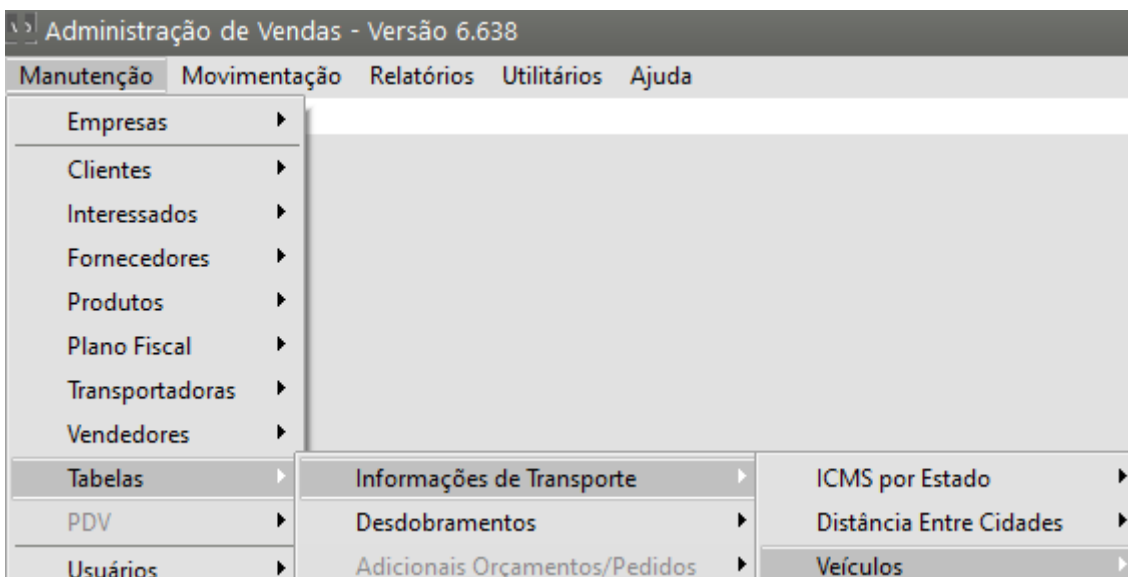 Administração de Vendas - Versão 6.638
Manutenção Movimentação Relatórios Utilitários Ajuda
Empresas
Clientes
Interessados
Fornecedores
Produtos
Plano Fiscal
Transportadoras
Vendedores
Tabelas Informações de Transporte ICMS por Estado
PDV Desdobramentos Distância Entre Cidades
Usuários Adicionais Orçamentos/Pedidos Veículos